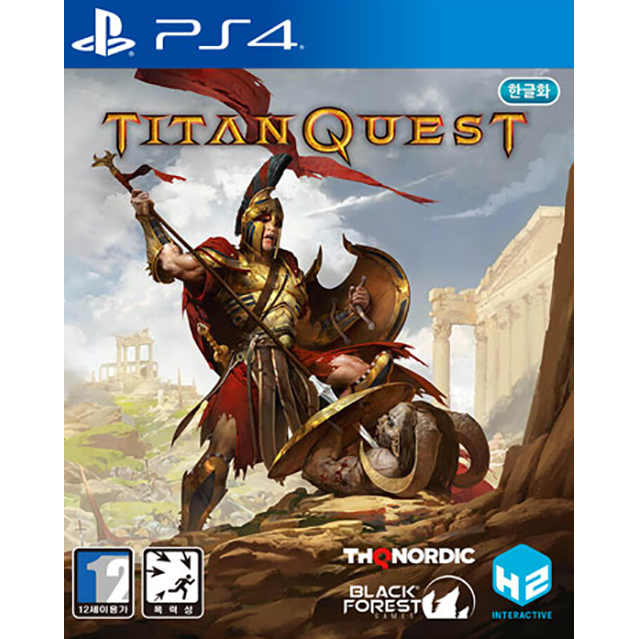 PS4
한글화
TITAN QUEST
12
12세이용가
폭력성
THQ NORDIC
BLACK FOREST
GAMES
H2
INTERACTIVE